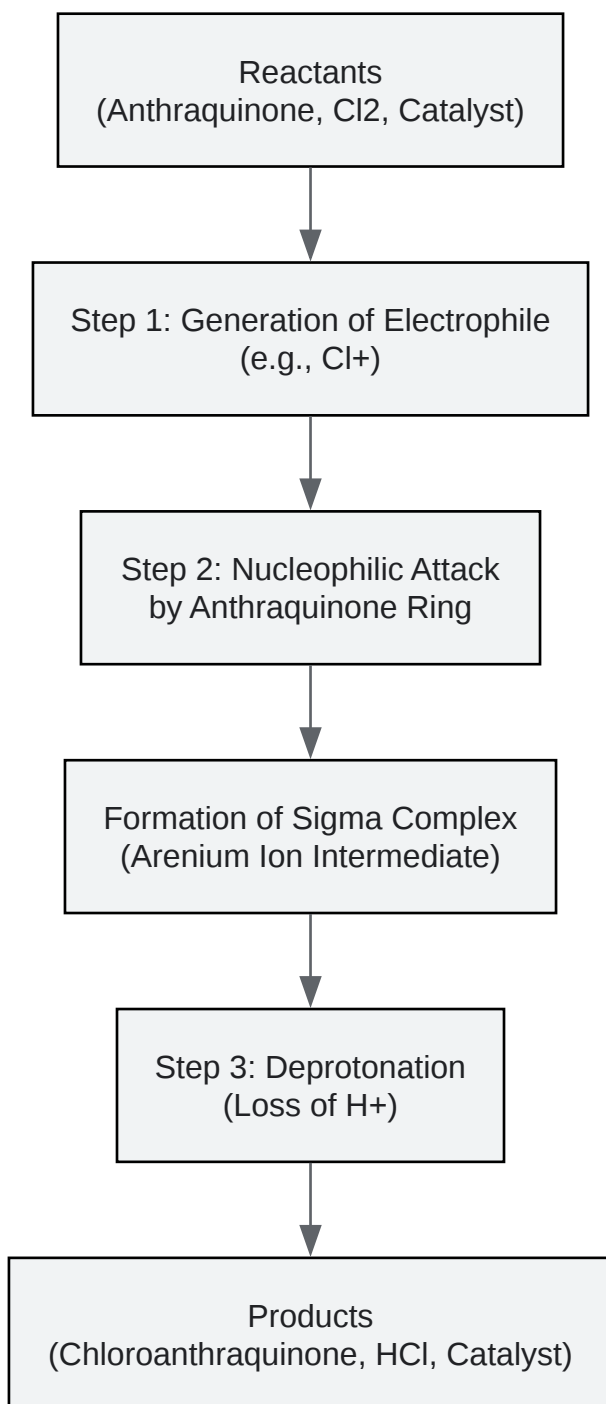 Reactants
(Anthraquinone, Cl2, Catalyst)
Step 1: Generation of Electrophile
(e.g., Cl+)
Step 2: Nucleophilic Attack
by Anthraquinone Ring
Formation of Sigma Complex
(Arenium Ion Intermediate)
Step 3: Deprotonation
(Loss of H+)
Products
(Chloroanthraquinone, HCl, Catalyst)